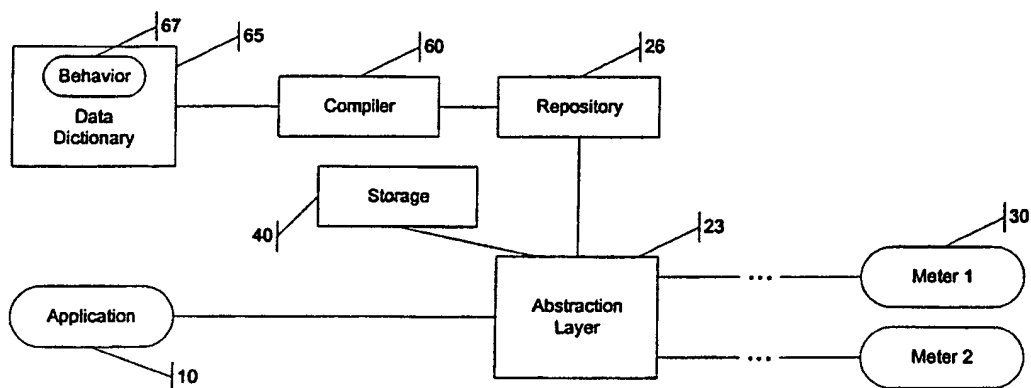 67
65
60
26
Behavior
Data
Dictionary
Compiler
Repository
Storage
40
23
30
Application
Abstraction
Layer
...
Meter 1
...
Meter 2
10